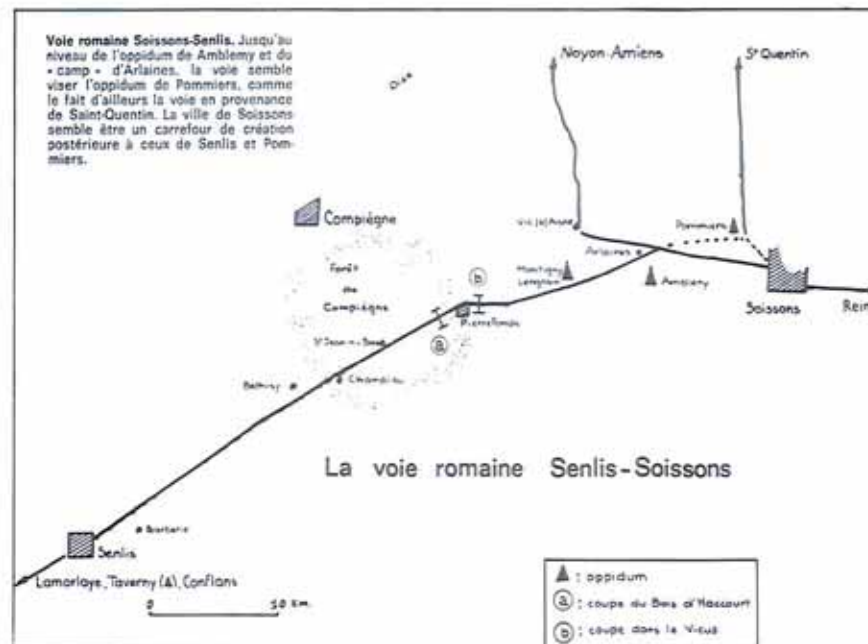 Voie romaine Soissons-Senlis. Jusqu'au
niveau de l'oppidum de Amblemy et du
« camp » d'Arlaines, la voie semble
viser l'oppidum de Pommiers, comme
le fait d'ailleurs la voie en provenance
de Saint-Quentin. La ville de Soissons
semble être un carrefour de création
postérieure à ceux de Senlis et Pom-
miers.
Noyon-Amiens
St Quentin
Oise
Compiègne
Forêt
de
Compiègne
Pommiers
Arlaines
Montigny
Ambleny
Soissons
Reim
b
Pierrefonds
a
Champlieu
Béthisy
La voie romaine Senlis-Soissons
Senlis
Lamorlaye, Taverny (▲), Conflans
0
10 Km.
▲ : oppidum
a : coupe du Bois d'Haucourt
b : coupe dans le Vicus